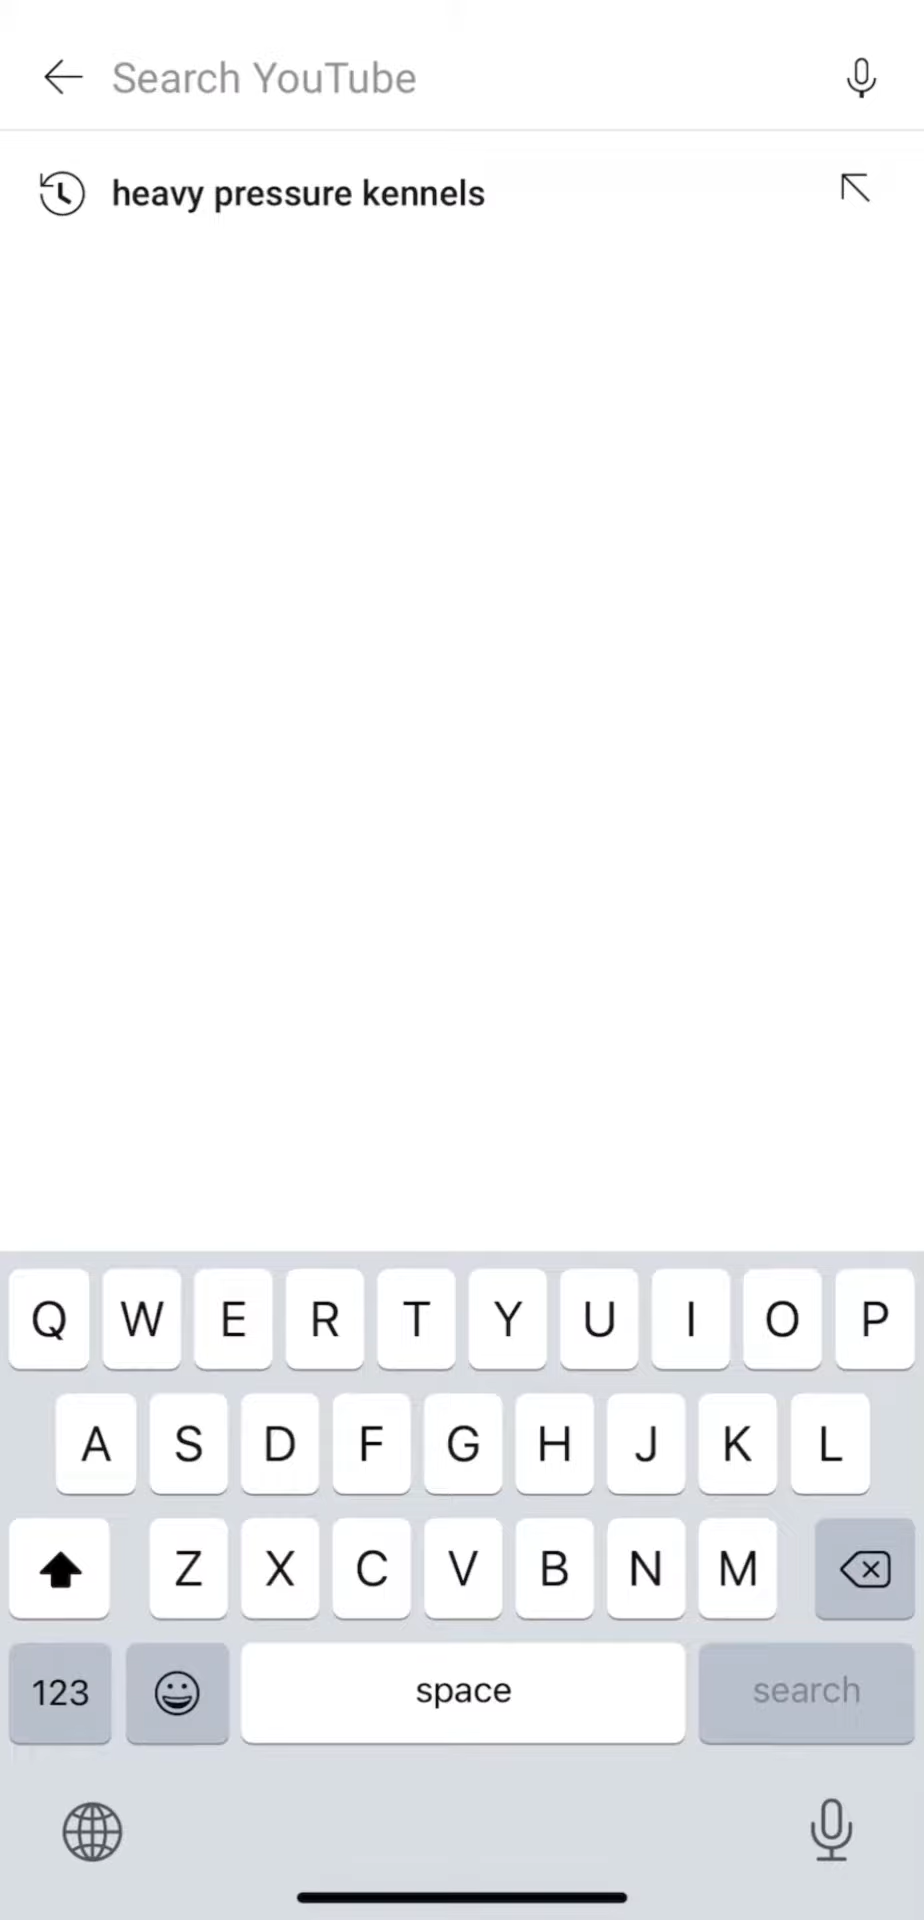 Search YouTube
heavy pressure kennels
Q W E R T Y U I O P
A S D F G H J K L
Z X C V B N M
123 space search